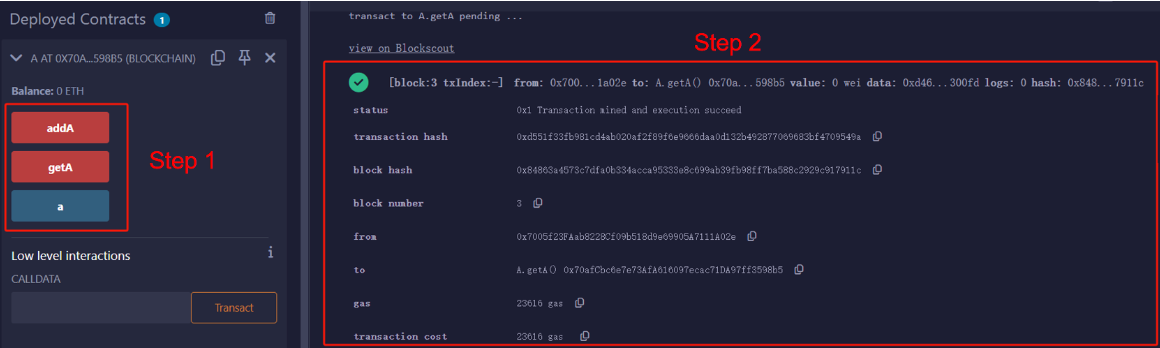 Deployed Contracts 1
A AT 0X70A...598B5 (BLOCKCHAIN)
Balance: 0 ETH
addA
getA
a
Step 1
Low level interactions
i
CALLDATA
Transact
transact to A.getA pending ...
view on Blockscout
Step 2
[block:3 txIndex:-] from: 0x700...1a02e to: A.getA() 0x70a...598b5 value: 0 wei data: 0xd46...300fd logs: 0 hash: 0x848...7911c
status 0x1 Transaction mined and execution succeed
transaction hash 0xd551f33fb981cd4ab020af2f89f6e9666daa0d132b492877069683bf4709549a
block hash 0x84863a4573c7dfa0b334acca95333e8c699ab39fb98ff7ba588c2929c917911c
block number 3
from 0x7005f23FAab8228Cf09b518d9e69905A7111A02e
to A.getA() 0x70afCbc6e7e73AfA616097ecac71DA97ff3598b5
gas 23616 gas
transaction cost 23616 gas